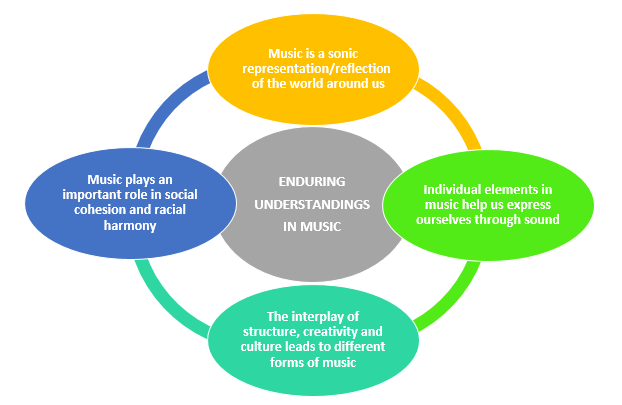 Music is a sonic
representation/reflection
of the world around us
Music plays an
important role in social
cohesion and racial
harmony
ENDURING
UNDERSTANDINGS
IN MUSIC
Individual elements in
music help us express
ourselves through sound
The interplay of
structure, creativity and
culture leads to different
forms of music